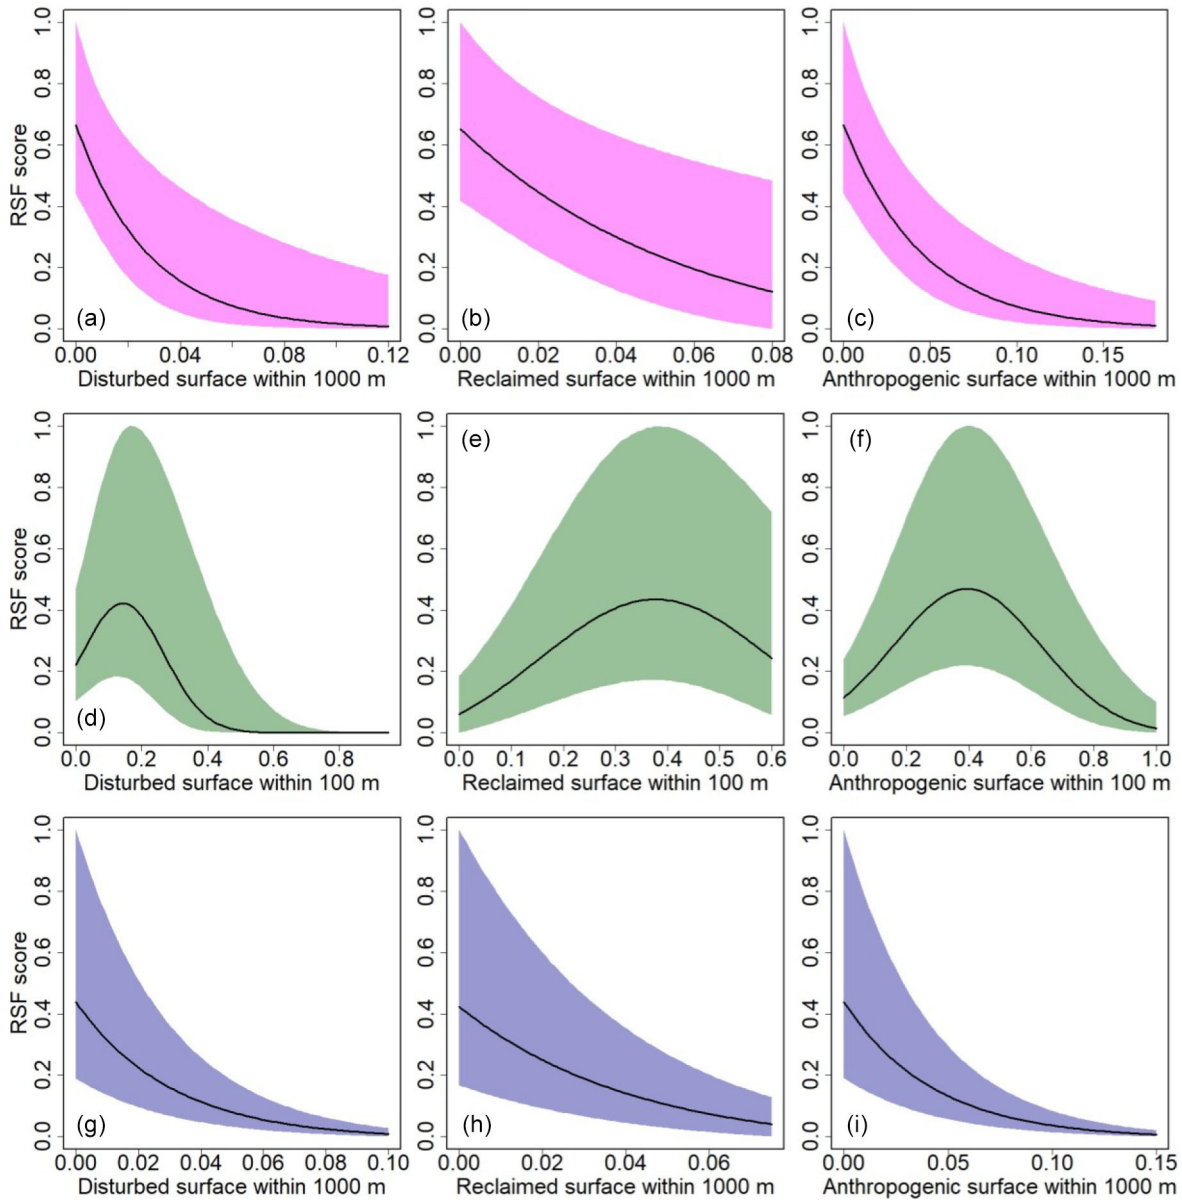 RSF score
0.0 0.2 0.4 0.6 0.8 1.0
(a)
0.00 0.04 0.08 0.12
Disturbed surface within 1000 m
0.0 0.2 0.4 0.6 0.8 1.0
(b)
0.00 0.02 0.04 0.06 0.08
Reclaimed surface within 1000 m
0.0 0.2 0.4 0.6 0.8 1.0
(c)
0.00 0.05 0.10 0.15
Anthropogenic surface within 1000 m
RSF score
0.0 0.2 0.4 0.6 0.8 1.0
(d)
0.0 0.2 0.4 0.6 0.8
Disturbed surface within 100 m
0.0 0.2 0.4 0.6 0.8 1.0
(e)
0.0 0.1 0.2 0.3 0.4 0.5 0.6
Reclaimed surface within 100 m
0.0 0.2 0.4 0.6 0.8 1.0
(f)
0.0 0.2 0.4 0.6 0.8 1.0
Anthropogenic surface within 100 m
RSF score
0.0 0.2 0.4 0.6 0.8 1.0
(g)
0.00 0.02 0.04 0.06 0.08 0.10
Disturbed surface within 1000 m
0.0 0.2 0.4 0.6 0.8 1.0
(h)
0.00 0.02 0.04 0.06
Reclaimed surface within 1000 m
0.0 0.2 0.4 0.6 0.8 1.0
(i)
0.00 0.05 0.10 0.15
Anthropogenic surface within 1000 m